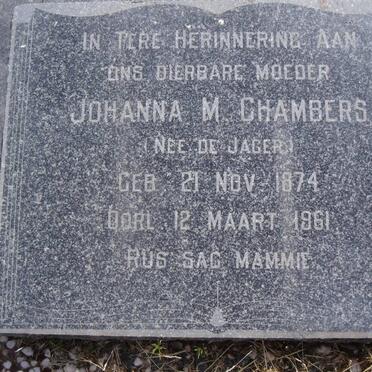 IN TERE HERINNERING AAN
ONS DIERBARE MOEDER
JOHANNA M. CHAMBERS
(NEE DE JAGER)
GEB. 21 NOV. 1874
OORL. 12 MAART 1961
RUS SAG MAMMIE